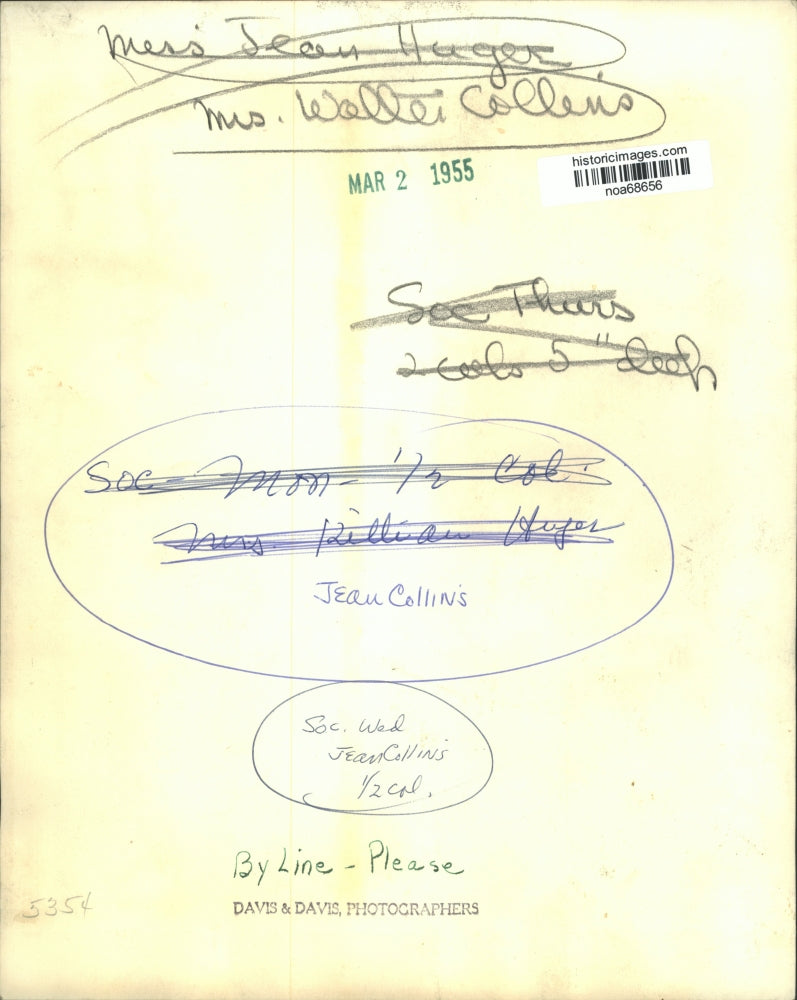 Miss Jean Huger
Mrs. Walter Collins
MAR 2 1955
historicimages.com
noa68656
Soc Thurs
2 cols 5" deep
Soc - Mon - 1/2 Col.
Mrs. Killian Huger
JEan CollINS
Soc. Wed
JEan CollINS
1/2 col.
By Line - Please
5354
DAVIS & DAVIS, PHOTOGRAPHERS